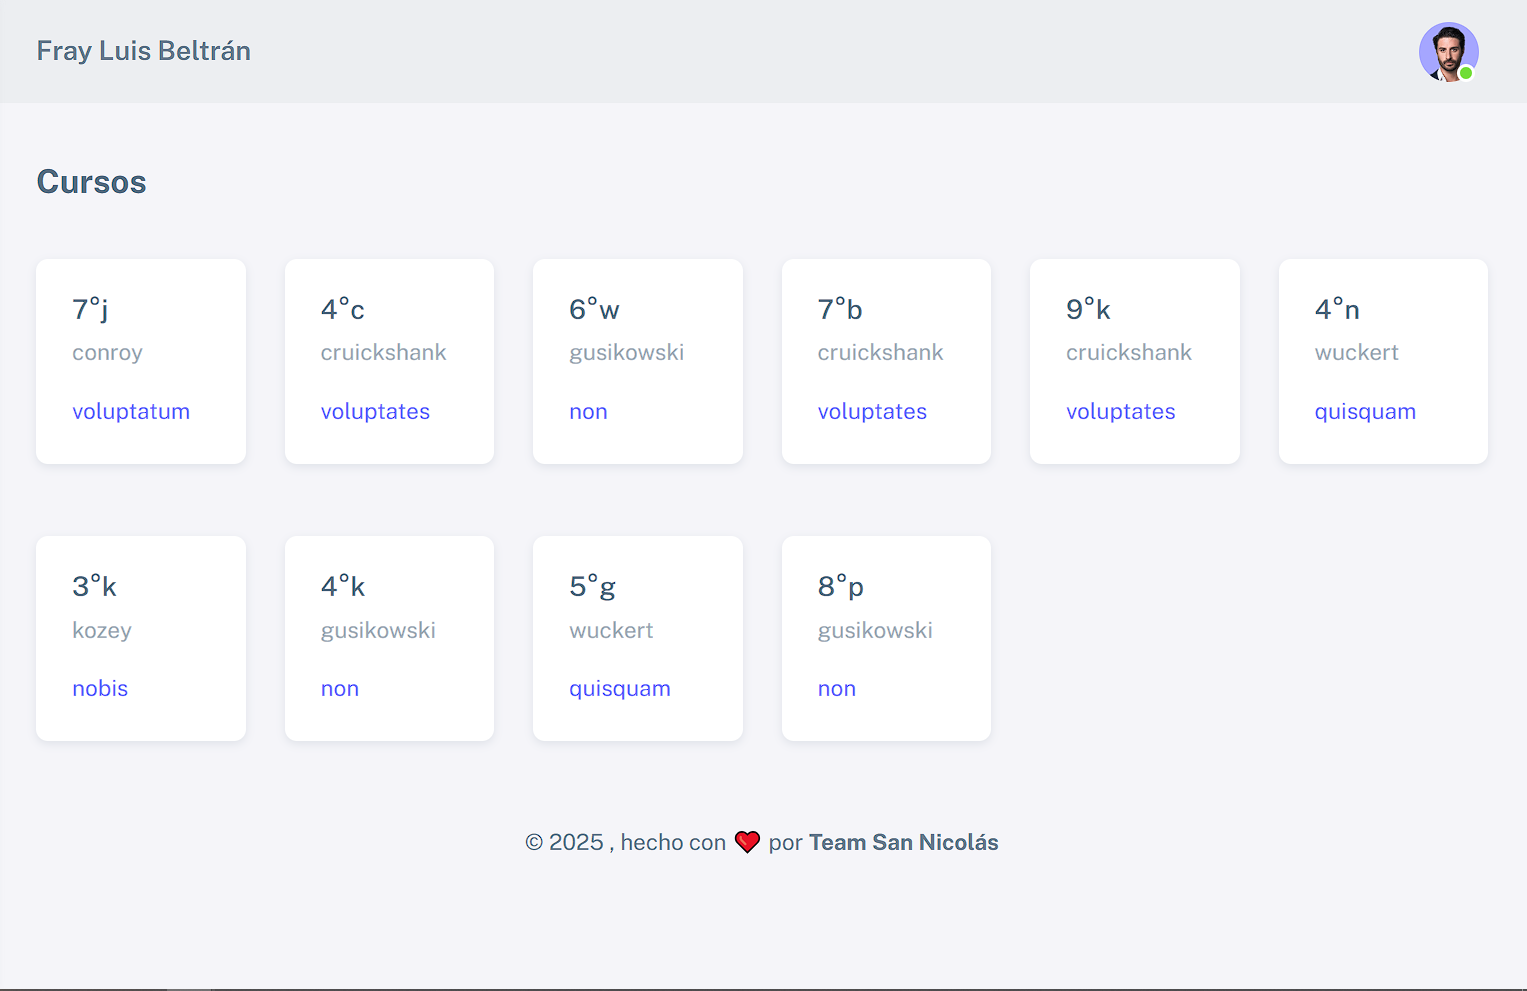 Fray Luis Beltrán
Cursos
7°j
conroy
voluptatum
4°c
cruickshank
voluptates
6°w
gusikowski
non
7°b
cruickshank
voluptates
9°k
cruickshank
voluptates
4°n
wuckert
quisquam
3°k
kozey
nobis
4°k
gusikowski
non
5°g
wuckert
quisquam
8°p
gusikowski
non
© 2025 , hecho con ❤️ por Team San Nicolás